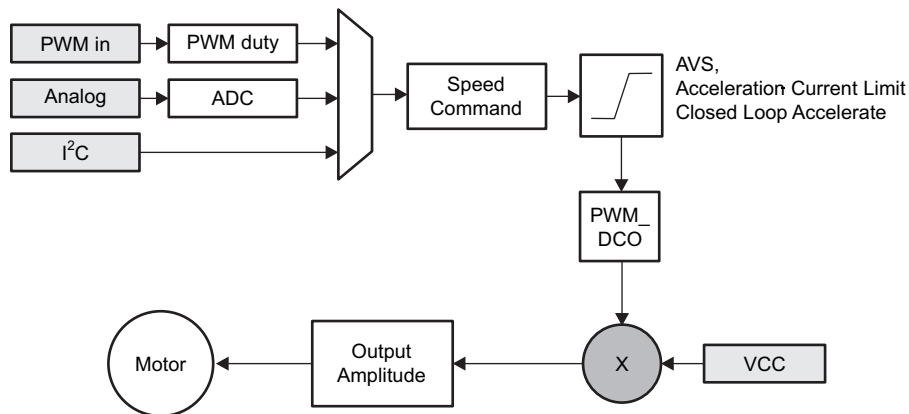 PWM in
PWM duty
Analog
ADC
I²C
Speed
Command
AVS,
Acceleration Current Limit
Closed Loop Accelerate
PWM_
DCO
Motor
Output
Amplitude
X
VCC